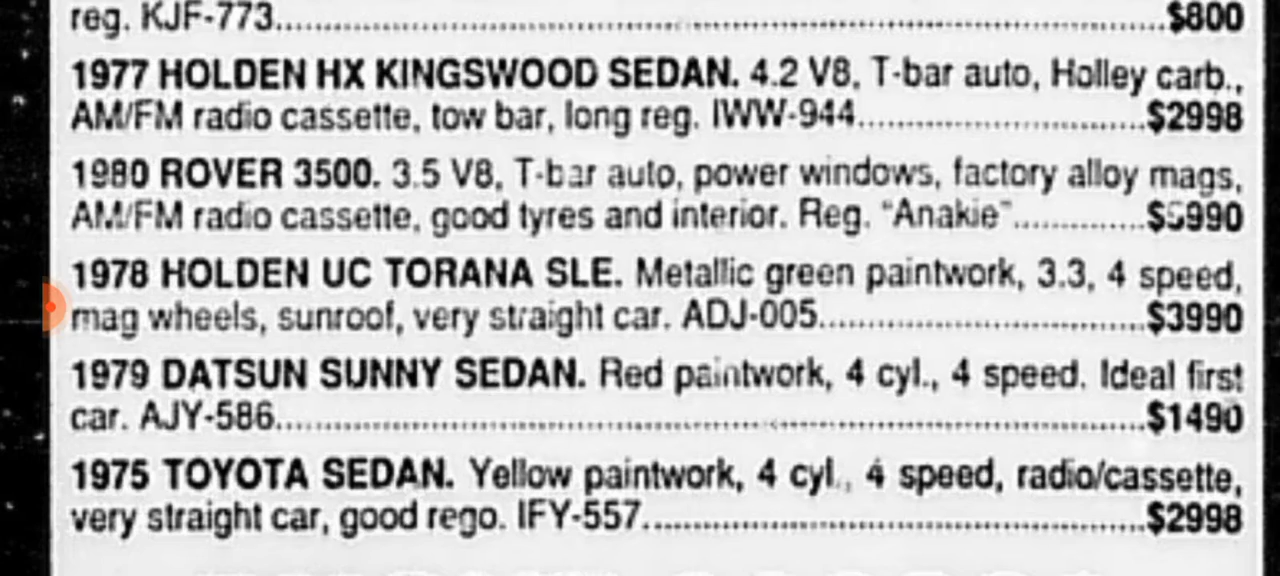 reg. KJF-773..............................$800
1977 HOLDEN HX KINGSWOOD SEDAN. 4.2 V8, T-bar auto, Holley carb.,
AM/FM radio cassette, tow bar, long reg. IWW-944..............................$2998
1980 ROVER 3500. 3.5 V8, T-bar auto, power windows, factory alloy mags,
AM/FM radio cassette, good tyres and interior. Reg. "Anakie"...............
1978 HOLDEN UC TORANA SLE. Metallic green paintwork, 3.3, 4 speed,
mag wheels, sunroof, very straight car. ADJ-005..............................$3990
1979 DATSUN SUNNY SEDAN. Red paintwork, 4 cyl., 4 speed. Ideal first
car. AJY-586..............................$1490
1975 TOYOTA SEDAN. Yellow paintwork, 4 cyl., 4 speed, radio/cassette,
very straight car, good rego. IFY-557..............................$2998